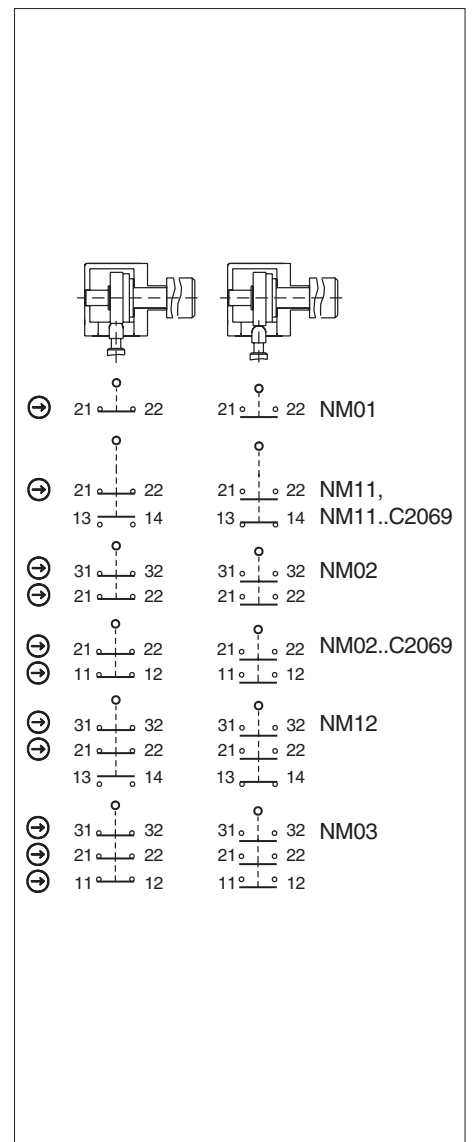 21 22 21 22 NM01
21 22 21 22 NM11,
13 14 13 14 NM11..C2069
31 32 31 32 NM02
21 22 21 22
21 22 21 22 NM02..C2069
11 12 11 12
31 32 31 32 NM12
21 22 21 22
13 14 13 14
31 32 31 32 NM03
21 22 21 22
11 12 11 12